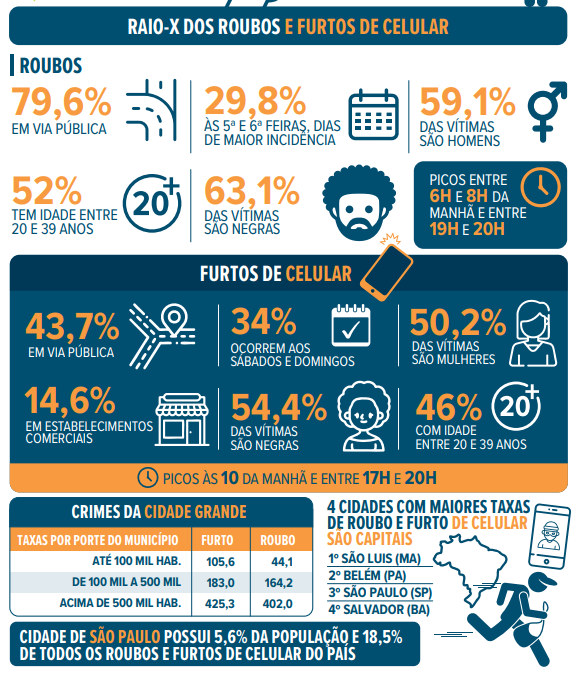 RAIO-X DOS ROUBOS E FURTOS DE CELULAR
ROUBOS
79,6%
EM VIA PÚBLICA
29,8%
ÀS 5ª E 6ª FEIRAS, DIAS
DE MAIOR INCIDÊNCIA
59,1%
DAS VÍTIMAS
SÃO HOMENS
52%
TEM IDADE ENTRE
20 E 39 ANOS
20+
63,1%
DAS VÍTIMAS
SÃO NEGRAS
PICOS ENTRE
6H E 8H DA
MANHÃ E ENTRE
19H E 20H
FURTOS DE CELULAR
43,7%
EM VIA PÚBLICA
34%
OCORREM AOS
SÁBADOS E DOMINGOS
50,2%
DAS VÍTIMAS
SÃO MULHERES
14,6%
EM ESTABELECIMENTOS
COMERCIAIS
54,4%
DAS VÍTIMAS
SÃO NEGRAS
46%
COM IDADE
ENTRE 20 E 39 ANOS
20+
PICOS ÀS 10 DA MANHÃ E ENTRE 17H E 20H
CRIMES DA CIDADE GRANDE
TAXAS POR PORTE DO MUNICÍPIO FURTO ROUBO
ATÉ 100 MIL HAB. 105,6 44,1
DE 100 MIL A 500 MIL 183,0 164,2
ACIMA DE 500 MIL HAB. 425,3 402,0
4 CIDADES COM MAIORES TAXAS
DE ROUBO E FURTO DE CELULAR
SÃO CAPITAIS
1º SÃO LUIS (MA)
2º BELÉM (PA)
3º SÃO PAULO (SP)
4º SALVADOR (BA)
CIDADE DE SÃO PAULO POSSUI 5,6% DA POPULAÇÃO E 18,5%
DE TODOS OS ROUBOS E FURTOS DE CELULAR DO PAÍS